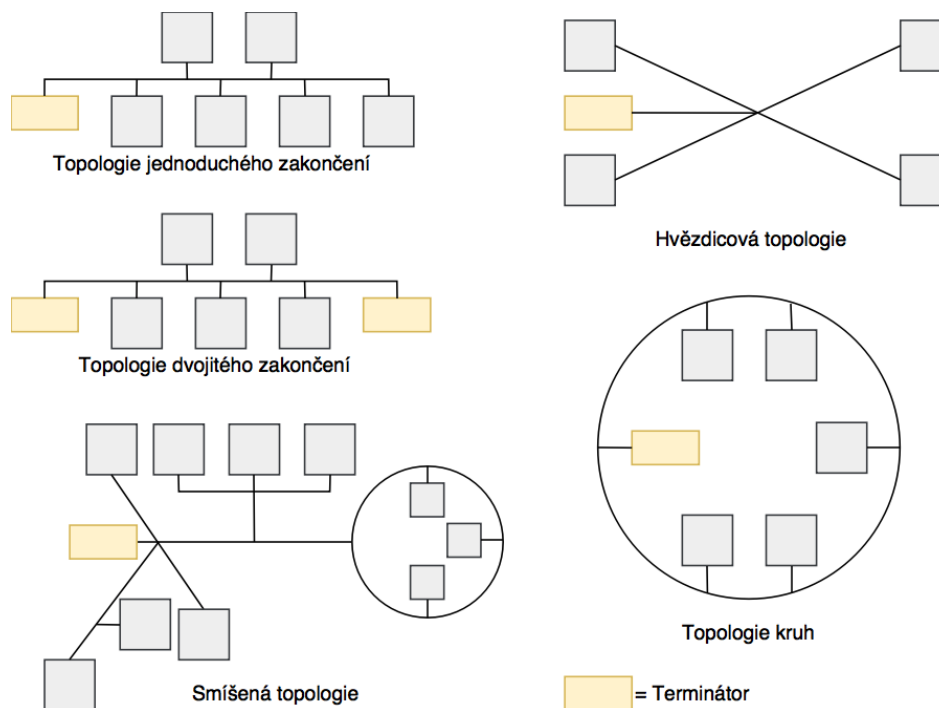 Topologie jednoduchého zakončení
Hvězdicová topologie
Topologie dvojitého zakončení
Topologie kruh
Smíšená topologie
= Terminátor